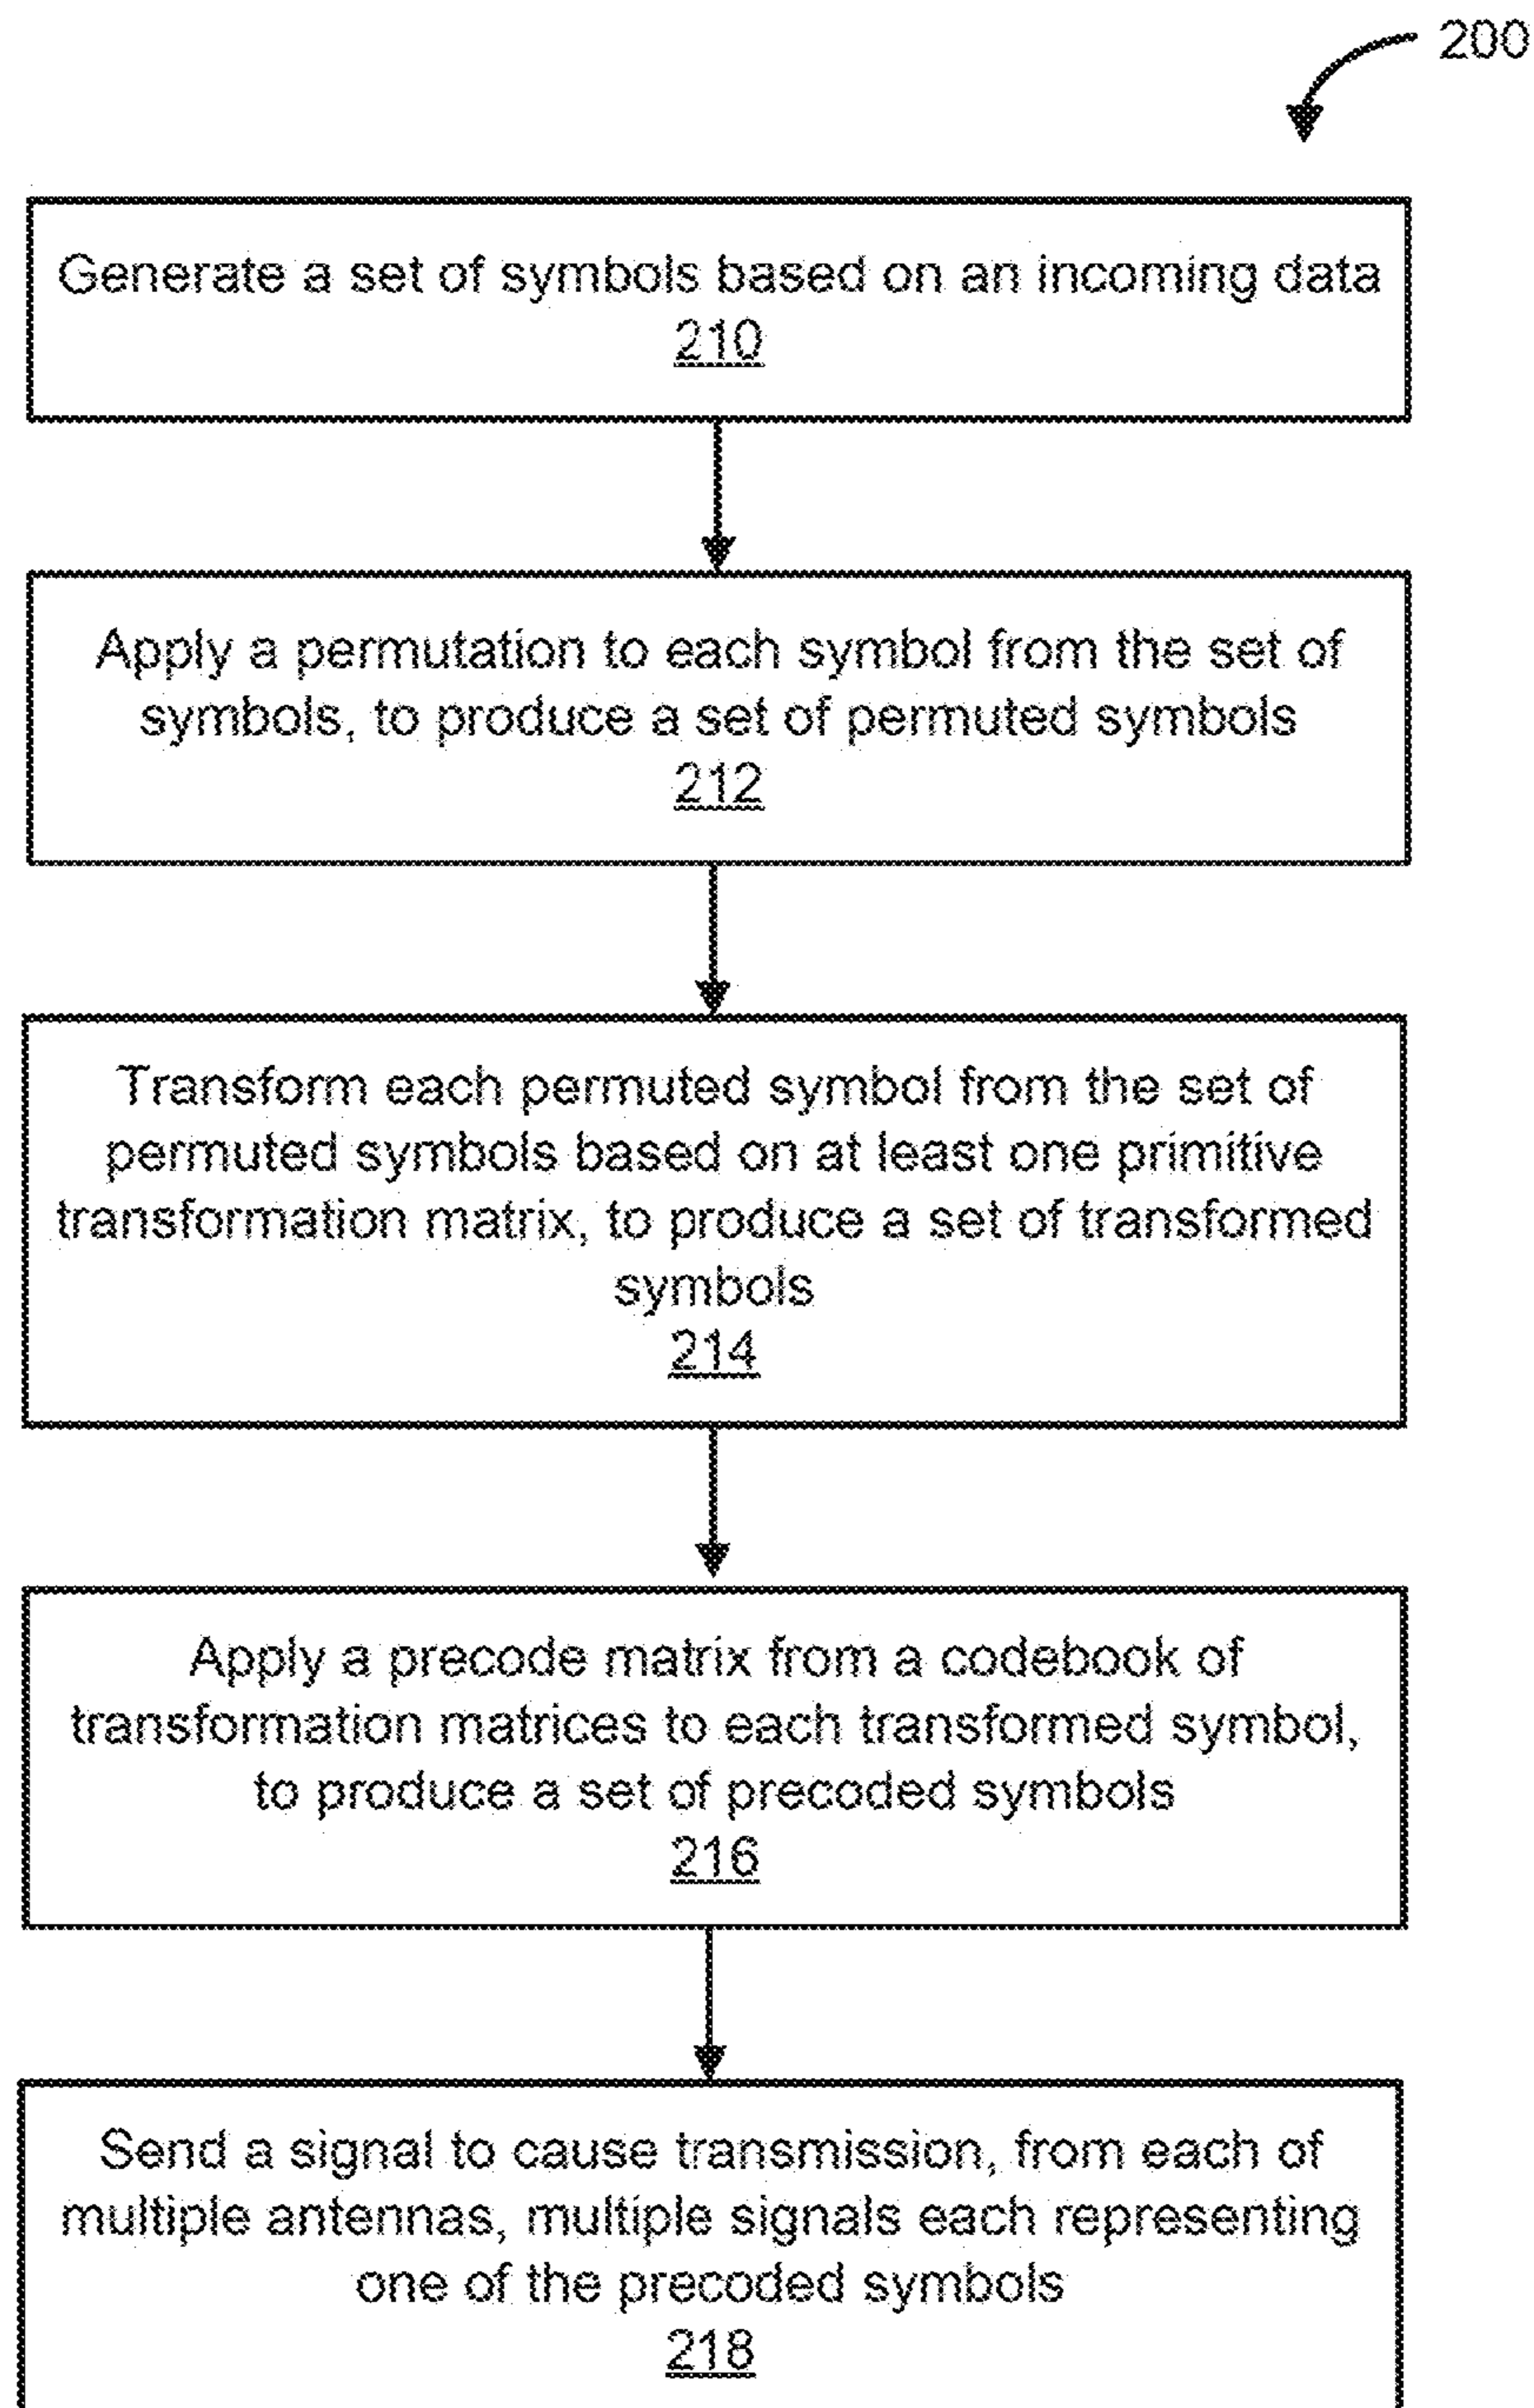 200
Generate a set of symbols based on an incoming data
210
Apply a permutation to each symbol from the set of
symbols, to produce a set of permuted symbols
212
Transform each permuted symbol from the set of
permuted symbols based on at least one primitive
transformation matrix, to produce a set of transformed
symbols
214
Apply a precode matrix from a codebook of
transformation matrices to each transformed symbol,
to produce a set of precoded symbols
216
Send a signal to cause transmission, from each of
multiple antennas, multiple signals each representing
one of the precoded symbols
218